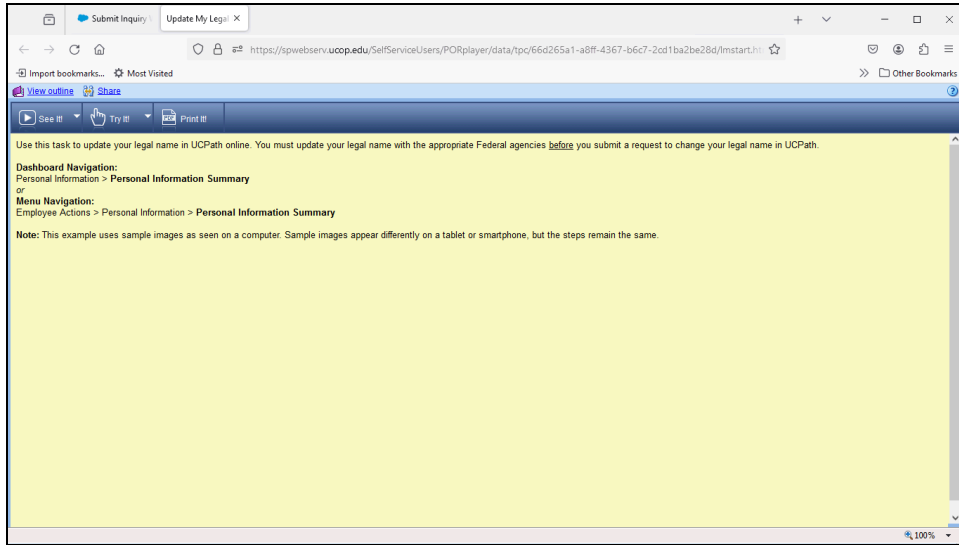 Submit Inquiry
Update My Legal
https://spwebserv.ucop.edu/SelfServiceUsers/PORplayer/data/tpc/66d265a1-a8ff-4367-b6c7-2cd1ba2be28d/lmstart.ht
Import bookmarks... Most Visited Other Bookmarks
View outline Share
See It! Try It! Print It!
Use this task to update your legal name in UCPath online. You must update your legal name with the appropriate Federal agencies before you submit a request to change your legal name in UCPath.
Dashboard Navigation:
Personal Information > Personal Information Summary
or
Menu Navigation:
Employee Actions > Personal Information > Personal Information Summary
Note: This example uses sample images as seen on a computer. Sample images appear differently on a tablet or smartphone, but the steps remain the same.
100%